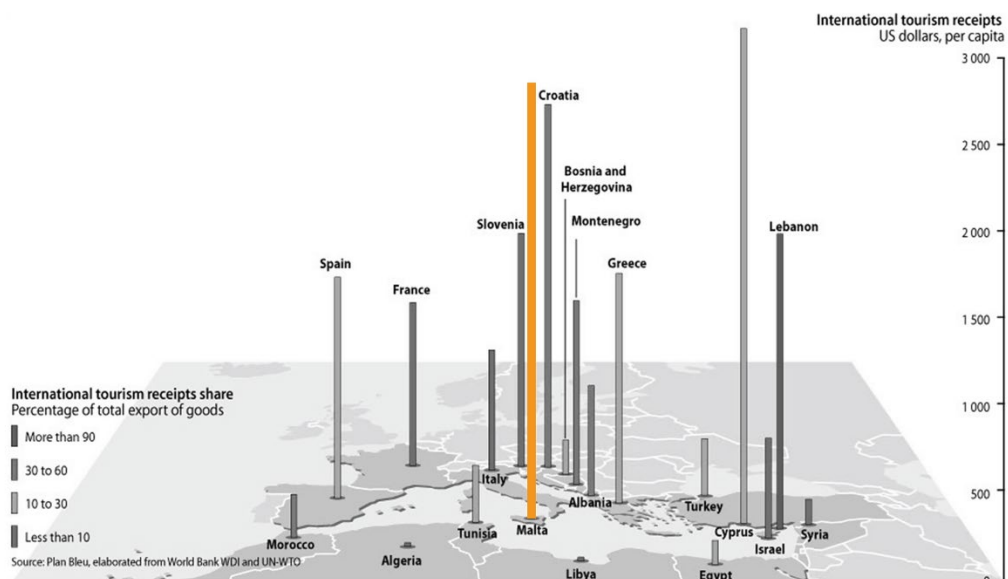 International tourism receipts
US dollars, per capita
3 000
Croatia
2 500
Bosnia and
Herzegovina
Slovenia
Montenegro
Lebanon
2 000
Spain
Greece
France
1 500
International tourism receipts share
Percentage of total export of goods
More than 90
30 to 60
10 to 30
Less than 10
1 000
500
Italy
Albania
Turkey
Tunisia
Malta
Cyprus
Syria
Morocco
Israel
Algeria
Libya
Egypt
Source: Plan Bleu, elaborated from World Bank WDI and UN-WTO